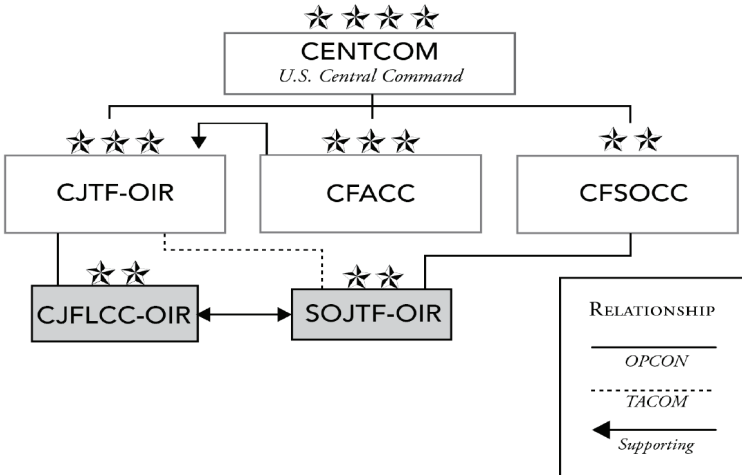 CENTCOM
U.S. Central Command
CJTF-OIR
CFACC
CFSOCC
CJFLCC-OIR
SOJTF-OIR
RELATIONSHIP
OPCON
TACOM
Supporting